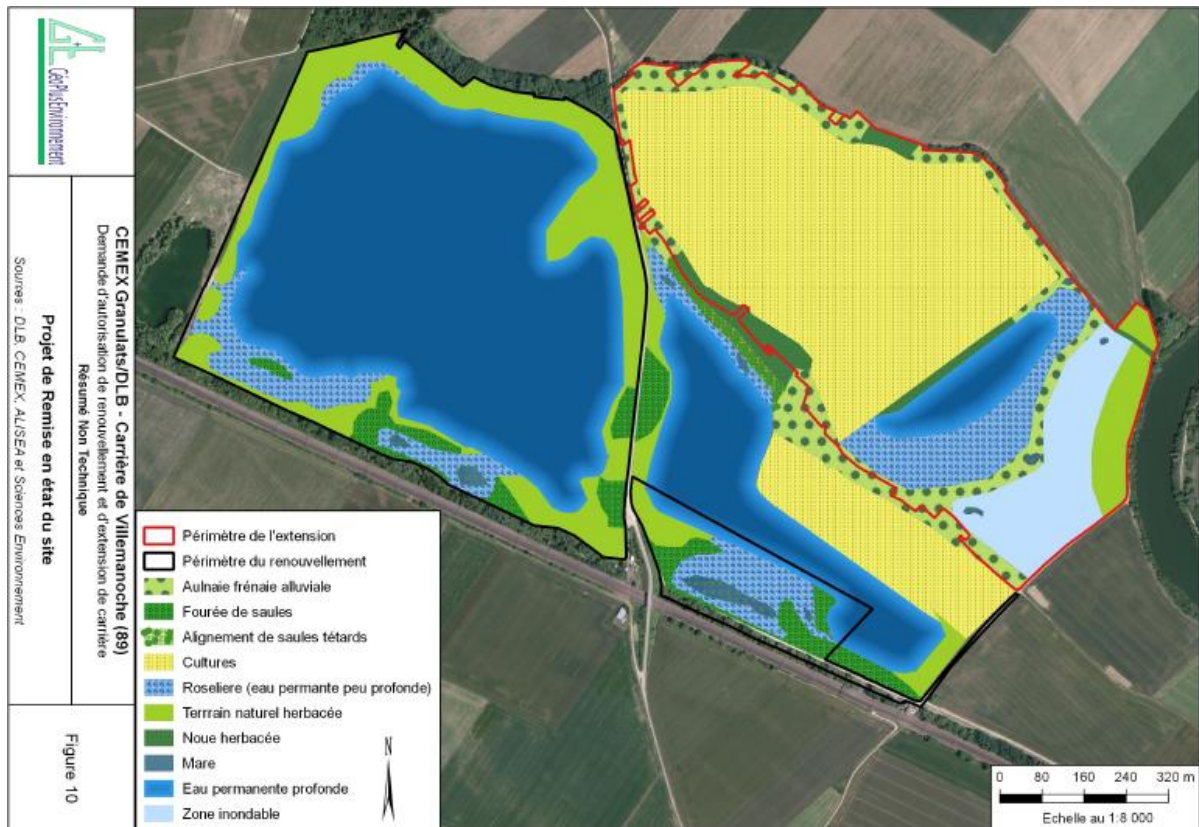 GéoPlusEnvironnement
CEMEX Granulats/DLB - Carrière de Villemanoche (89)
Demande d'autorisation de renouvellement et d'extension de carrière
Résumé Non Technique
Projet de Remise en état du site
Sources : DLB, CEMEX, ALISEA et Sciences Environnement
Figure 10
Périmètre de l'extension
Périmètre du renouvellement
Aulnaie frênaie alluviale
Fourée de saules
Alignement de saules tétards
Cultures
Roseliere (eau permante peu profonde)
Terrrain naturel herbacée
Noue herbacée
Mare
Eau permanente profonde
Zone inondable
N
0 80 160 240 320 m
Echelle au 1:8 000